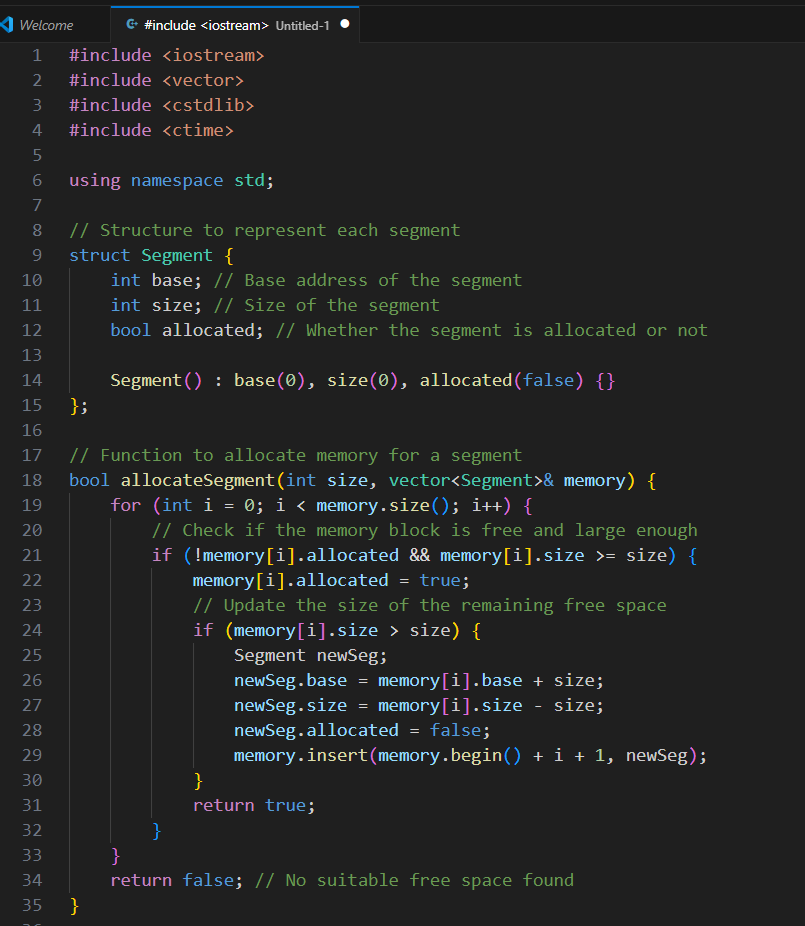 Welcome
#include <iostream> Untitled-1
1 #include <iostream>
2 #include <vector>
3 #include <cstdlib>
4 #include <ctime>
5
6 using namespace std;
7
8 // Structure to represent each segment
9 struct Segment {
10 int base; // Base address of the segment
11 int size; // Size of the segment
12 bool allocated; // Whether the segment is allocated or not
13
14 Segment() : base(0), size(0), allocated(false) {}
15 };
16
17 // Function to allocate memory for a segment
18 bool allocateSegment(int size, vector<Segment>& memory) {
19 for (int i = 0; i < memory.size(); i++) {
20 // Check if the memory block is free and large enough
21 if (!memory[i].allocated && memory[i].size >= size) {
22 memory[i].allocated = true;
23 // Update the size of the remaining free space
24 if (memory[i].size > size) {
25 Segment newSeg;
26 newSeg.base = memory[i].base + size;
27 newSeg.size = memory[i].size - size;
28 newSeg.allocated = false;
29 memory.insert(memory.begin() + i + 1, newSeg);
30 }
31 return true;
32 }
33 }
34 return false; // No suitable free space found
35 }